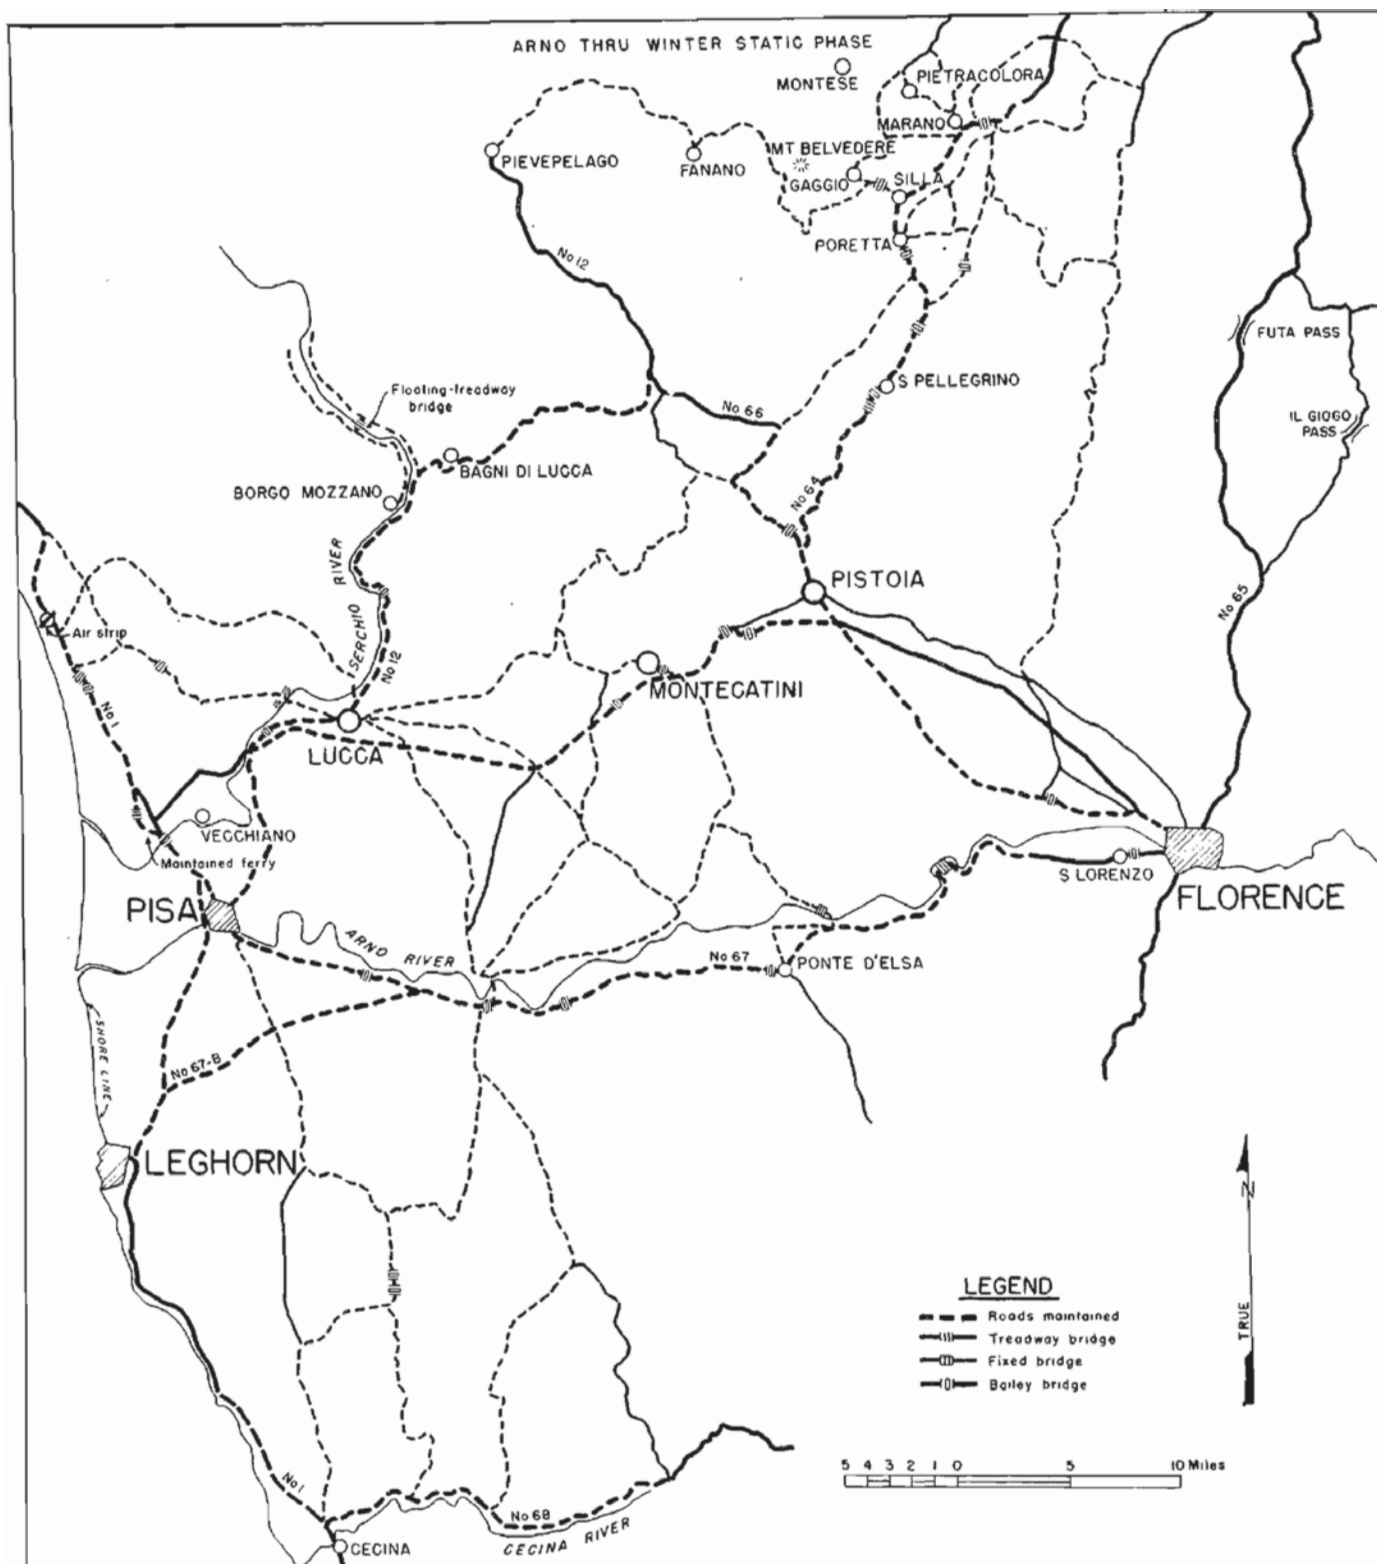 ARNO THRU WINTER STATIC PHASE
MONTESE
PIETRACOLORA
MARANO
MT BELVEDERE
PIEVEPELAGO
FANANO
GAGGIO
SILLA
PORETTA
No 12
FUTA PASS
S PELLEGRINO
Floating-treadway
bridge
No 66
IL GIOGO
PASS
BAGNI DI LUCCA
BORGO MOZZANO
No 64
RIVER
SERCHIO
PISTOIA
No 65
Air strip
No 12
MONTECATINI
No 1
LUCCA
VECCHIANO
Maintained ferry
S LORENZO
PISA
FLORENCE
ARNO RIVER
No 67
PONTE D'ELSA
SHORE LINE
No 67-B
LEGHORN
N
TRUE
LEGEND
Roads maintained
Treadway bridge
Fixed bridge
Bailey bridge
5 4 3 2 1 0 5 10 Miles
No 1
No 68
CECINA RIVER
CECINA